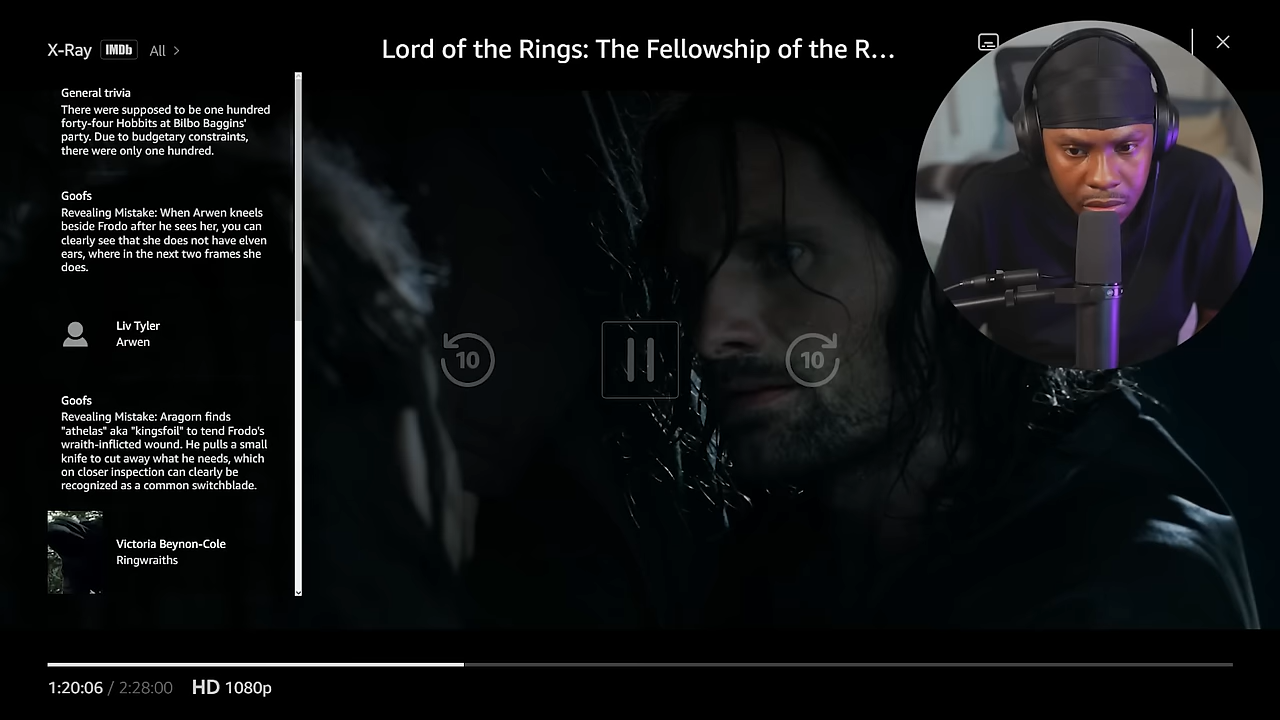 X-Ray IMDb All >
Lord of the Rings: The Fellowship of the R...
General trivia
There were supposed to be one hundred
forty-four Hobbits at Bilbo Baggins'
party. Due to budgetary constraints,
there were only one hundred.
Goofs
Revealing Mistake: When Arwen kneels
beside Frodo after he sees her, you can
clearly see that she does not have elven
ears, where in the next two frames she
does.
Liv Tyler
Arwen
Goofs
Revealing Mistake: Aragorn finds
"athelas" aka "kingsfoil" to tend Frodo's
wraith-inflicted wound. He pulls a small
knife to cut away what he needs, which
on closer inspection can clearly be
recognized as a common switchblade.
Victoria Beynon-Cole
Ringwraiths
10
10
1:20:06 / 2:28:00 HD 1080p